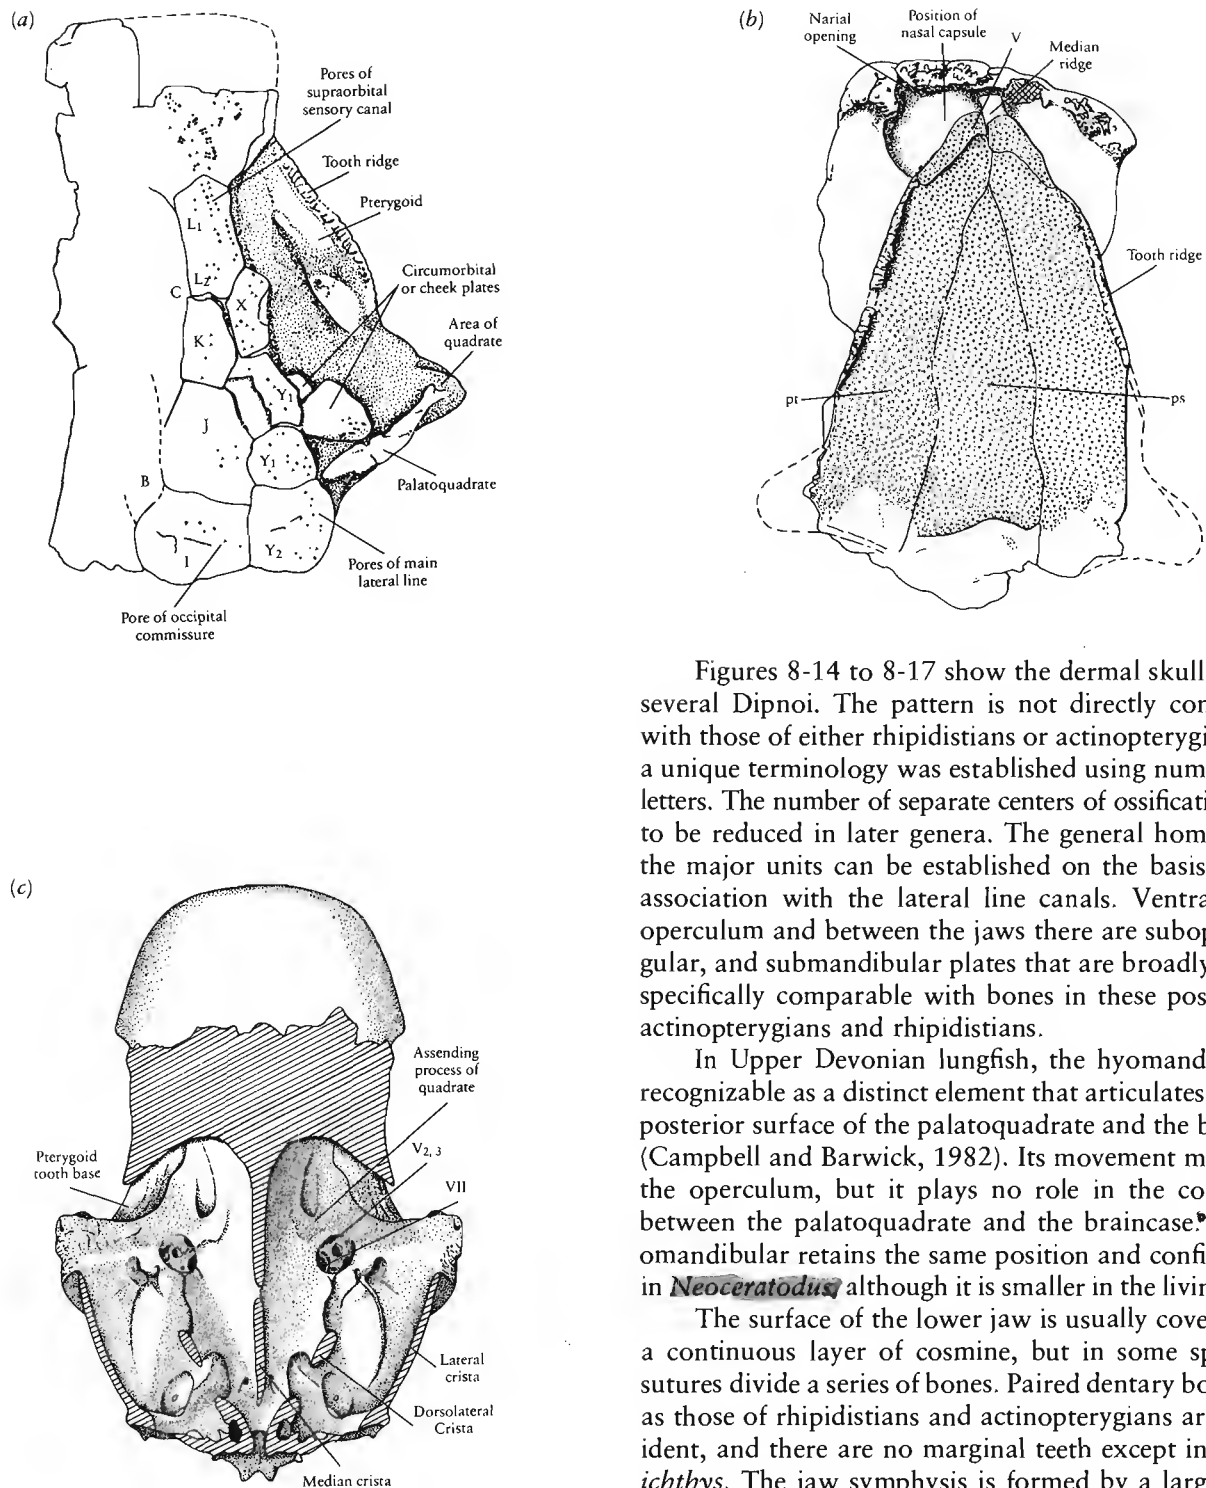 (a)
Pores of
supraorbital
sensory canal
Tooth ridge
Pterygoid
L1
L2
C
X
K
Circumorbital
or cheek plates
Area of
quadrate
Y1
J
Y1
B
Palatoquadrate
I
Y2
Pores of main
lateral line
Pore of occipital
commissure
(b)
Narial
opening
Position of
nasal capsule
V
Median
ridge
Tooth ridge
pt
ps
(c)
Assending
process of
quadrate
V2, 3
VII
Pterygoid
tooth base
Lateral
crista
Dorsolateral
Crista
Median crista
Figures 8-14 to 8-17 show the dermal skull
several Dipnoi. The pattern is not directly com
with those of either rhipidistians or actinopterygi
a unique terminology was established using num
letters. The number of separate centers of ossificati
to be reduced in later genera. The general hom
the major units can be established on the basis
association with the lateral line canals. Ventra
operculum and between the jaws there are subop
gular, and submandibular plates that are broadly
specifically comparable with bones in these pos
actinopterygians and rhipidistians.
In Upper Devonian lungfish, the hyomand
recognizable as a distinct element that articulates
posterior surface of the palatoquadrate and the b
(Campbell and Barwick, 1982). Its movement m
the operculum, but it plays no role in the co
between the palatoquadrate and the braincase.
omandibular retains the same position and confi
in Neoceratodus, although it is smaller in the livin
The surface of the lower jaw is usually cove
a continuous layer of cosmine, but in some sp
sutures divide a series of bones. Paired dentary bo
as those of rhipidistians and actinopterygians ar
ident, and there are no marginal teeth except in
ichthys. The jaw symphysis is formed by a larg